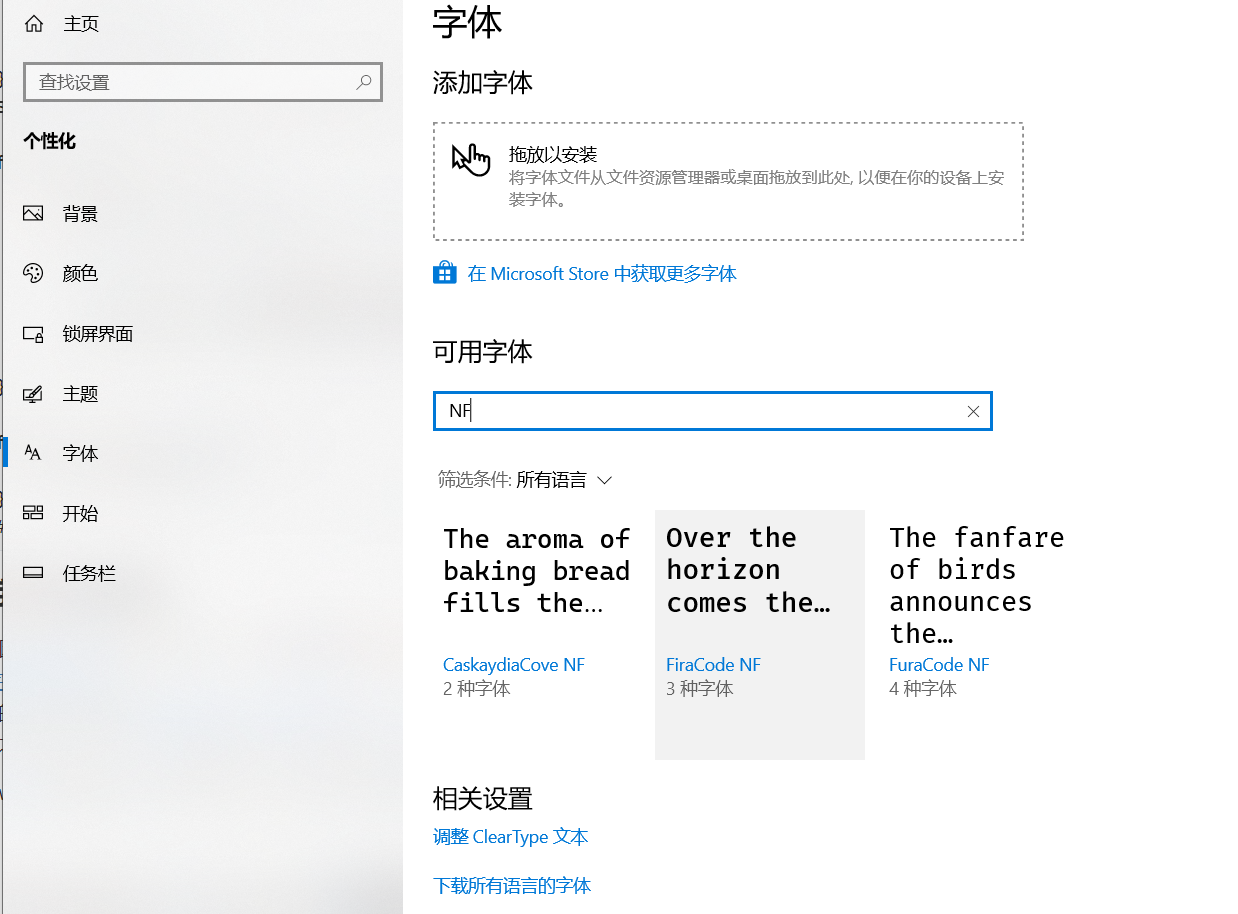 主页
查找设置
个性化
背景
颜色
锁屏界面
主题
字体
开始
任务栏
字体
添加字体
拖放以安装
将字体文件从文件资源管理器或桌面拖放到此处, 以便在你的设备上安
装字体。
在 Microsoft Store 中获取更多字体
可用字体
NF
筛选条件: 所有语言
The aroma of
baking bread
fills the…
CaskaydiaCove NF
2 种字体
Over the
horizon
comes the…
FiraCode NF
3 种字体
The fanfare
of birds
announces
the…
FuraCode NF
4 种字体
相关设置
调整 ClearType 文本
下载所有语言的字体